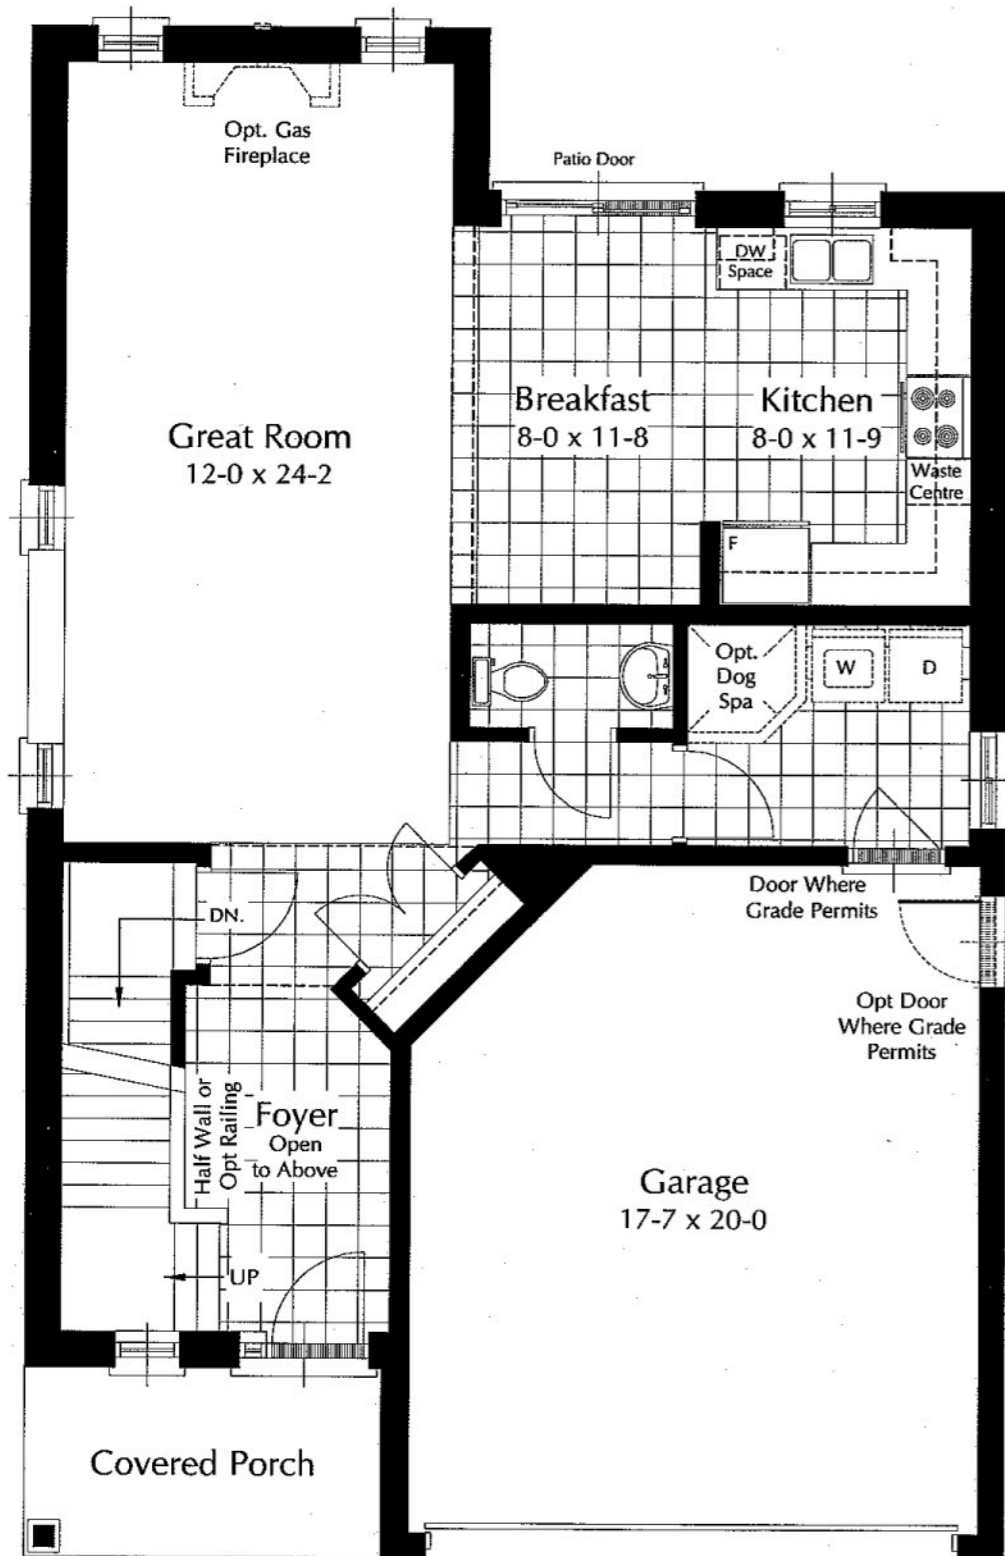 Opt. Gas
Fireplace
Patio Door
DW
Space
Breakfast
8-0 x 11-8
Kitchen
8-0 x 11-9
Great Room
12-0 x 24-2
Waste
Centre
F
Opt.
Dog
Spa
W
D
Door Where
Grade Permits
DN.
Opt Door
Where Grade
Permits
Half Wall or
Opt Railing
Foyer
Open
to Above
Garage
17-7 x 20-0
UP
Covered Porch